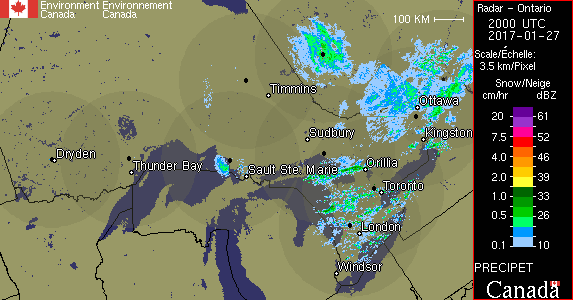 Environment Environnement
Canada Canada
100 KM
Timmins
Ottawa
Sudbury
Kingston
Dryden
Thunder Bay
Sault Ste. Marie
Orillia
Toronto
London
Windsor
Radar - Ontario
2000 UTC
2017-01-27
Scale/Échelle:
3.5 km/Pixel
Snow/Neige
cm/hr dBZ
20 61
7.5 52
4.0 46
2.0 39
1.0 33
0.5 26
0.1 10
PRECIPET
Canada